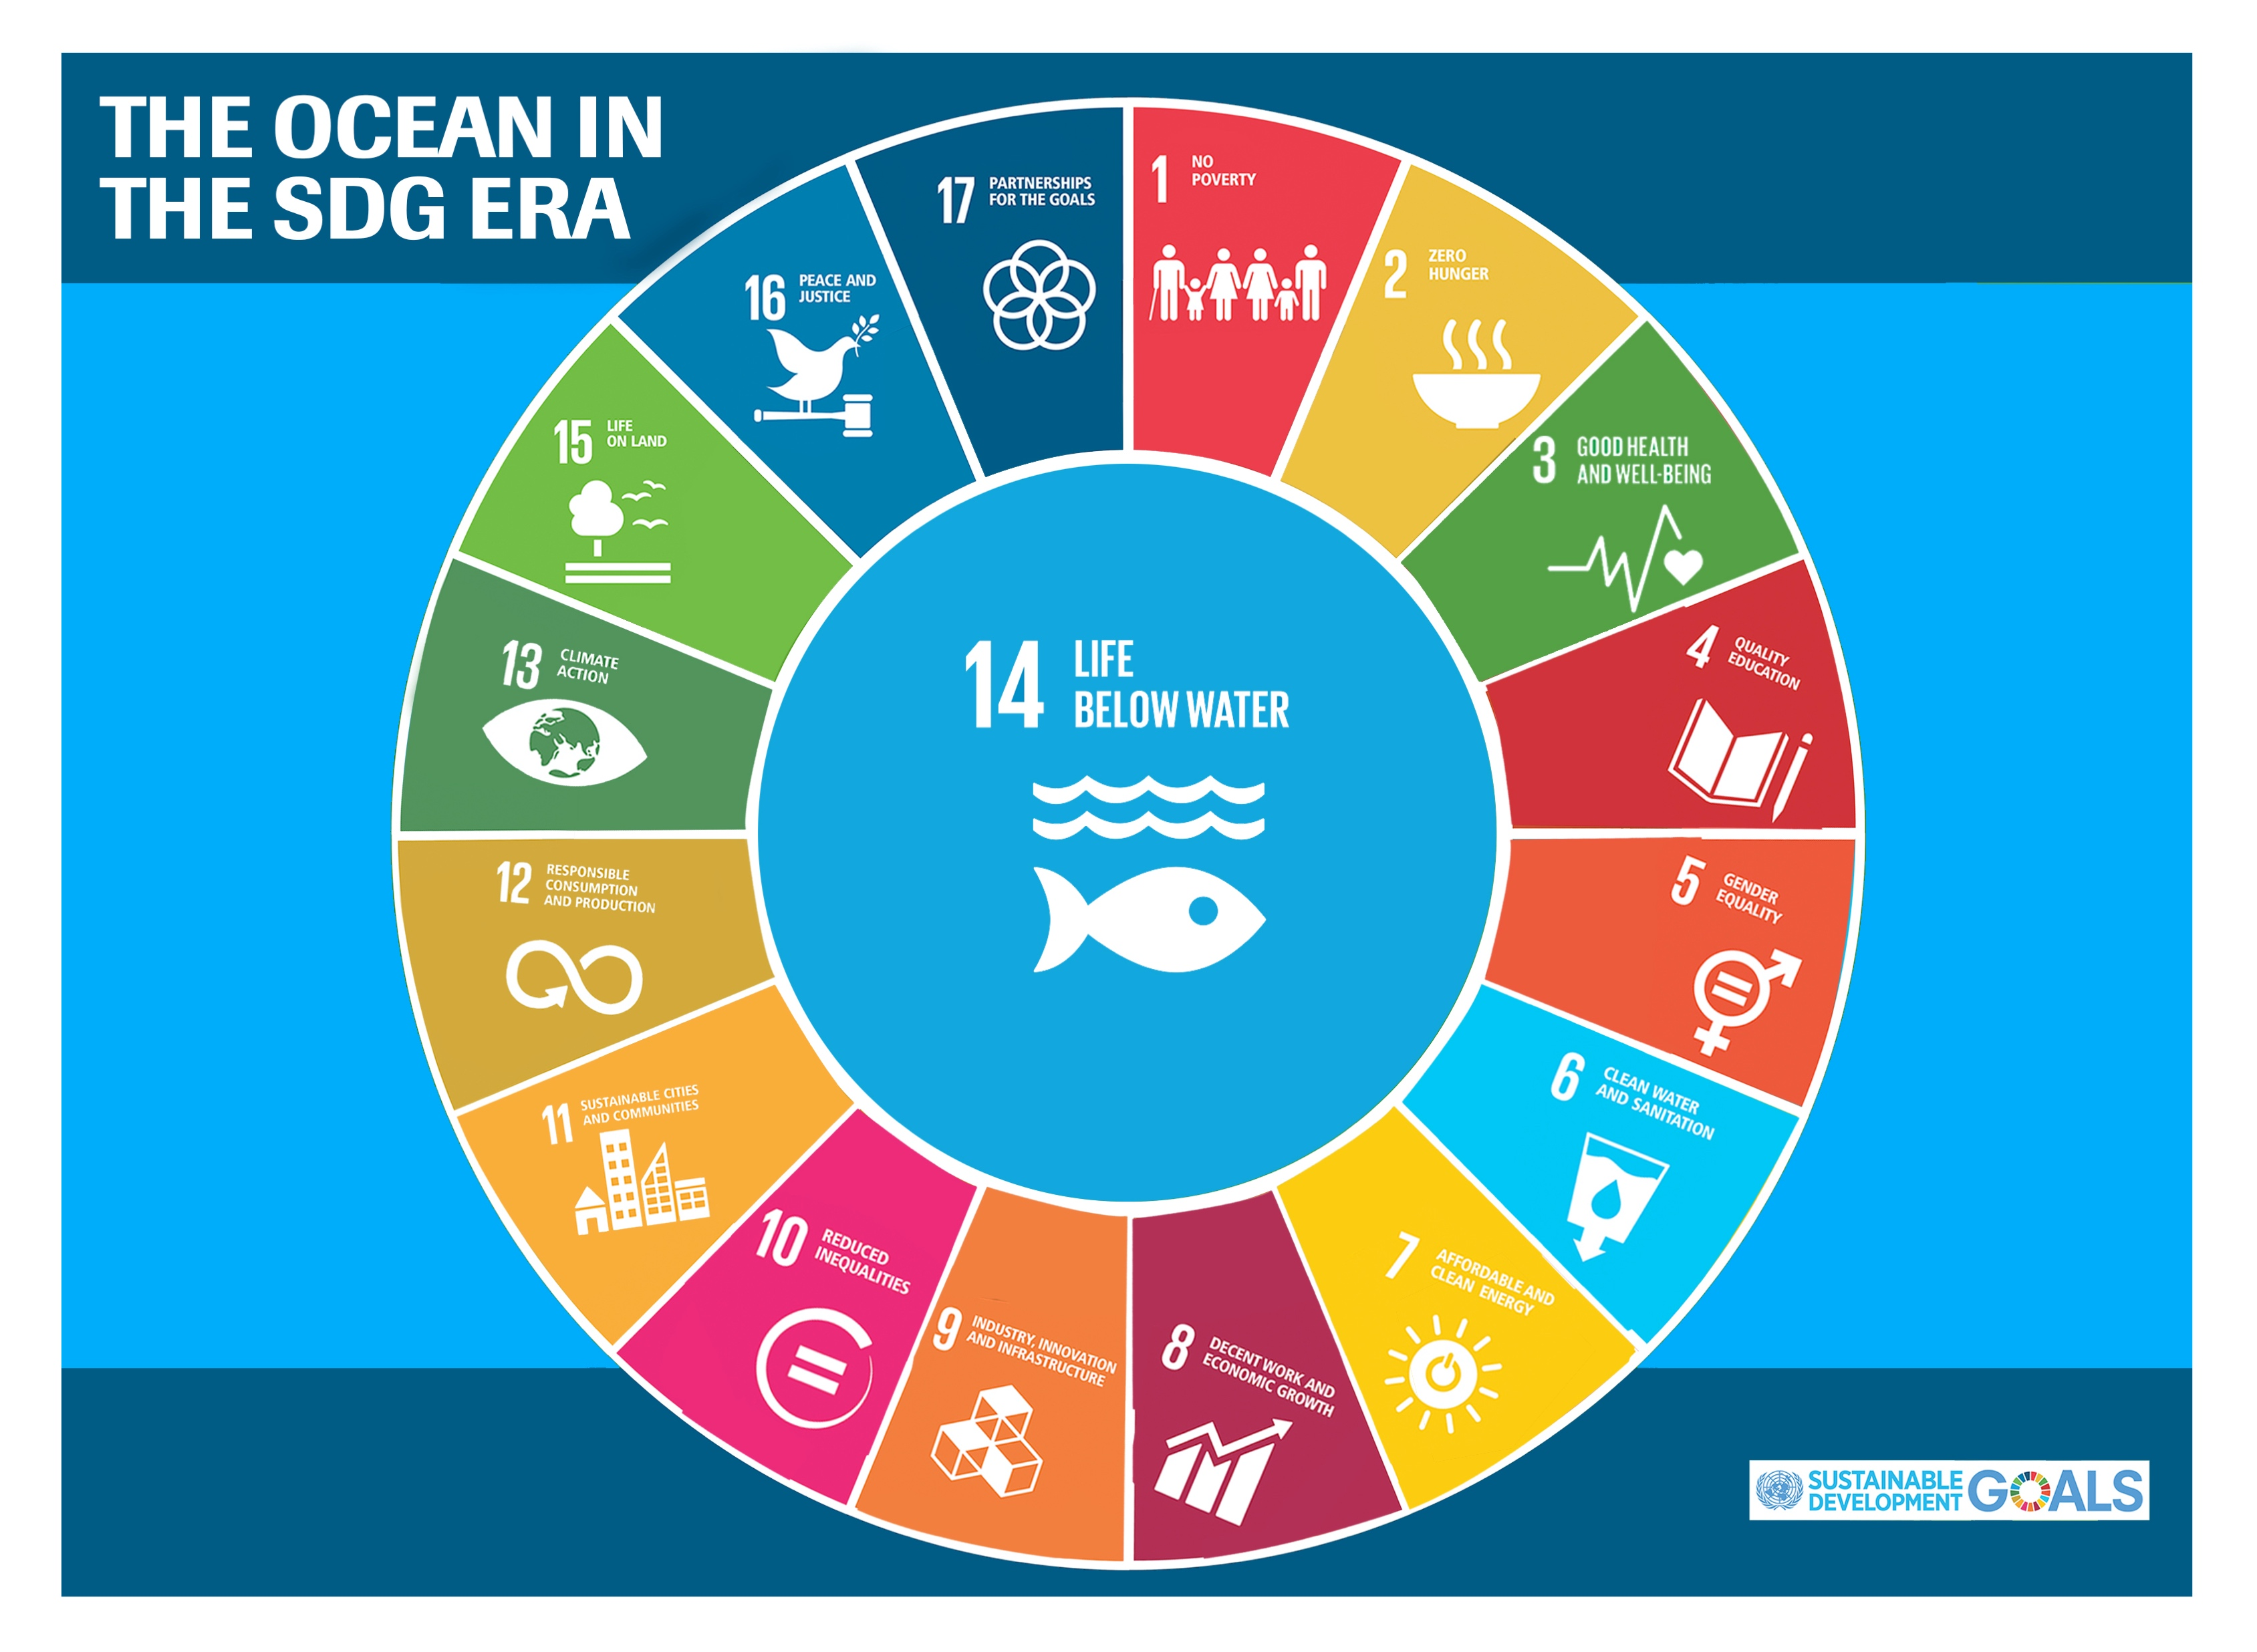 THE OCEAN IN
THE SDG ERA
1 NO
POVERTY
2 ZERO
HUNGER
3 GOOD HEALTH
AND WELL-BEING
4 QUALITY
EDUCATION
5 GENDER
EQUALITY
6 CLEAN WATER
AND SANITATION
7 AFFORDABLE AND
CLEAN ENERGY
8 DECENT WORK AND
ECONOMIC GROWTH
9 INDUSTRY, INNOVATION
AND INFRASTRUCTURE
10 REDUCED
INEQUALITIES
11 SUSTAINABLE CITIES
AND COMMUNITIES
12 RESPONSIBLE
CONSUMPTION
AND PRODUCTION
13 CLIMATE
ACTION
15 LIFE
ON LAND
16 PEACE AND
JUSTICE
17 PARTNERSHIPS
FOR THE GOALS
14 LIFE
BELOW WATER
SUSTAINABLE
DEVELOPMENT
GOALS